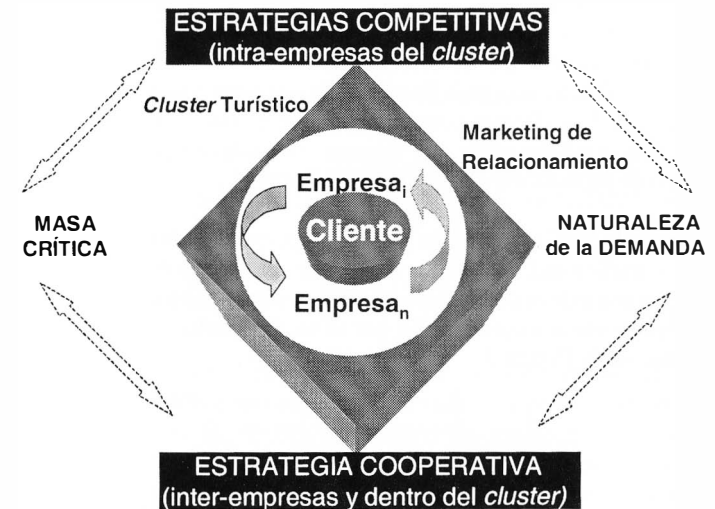 ESTRATEGIAS COMPETITIVAS
(intra-empresas del cluster)
Cluster Turístico
Marketing de
Relacionamiento
Empresai
Cliente
Empresan
MASA
CRÍTICA
NATURALEZA
de la DEMANDA
ESTRATEGIA COOPERATIVA
(inter-empresas y dentro del cluster)